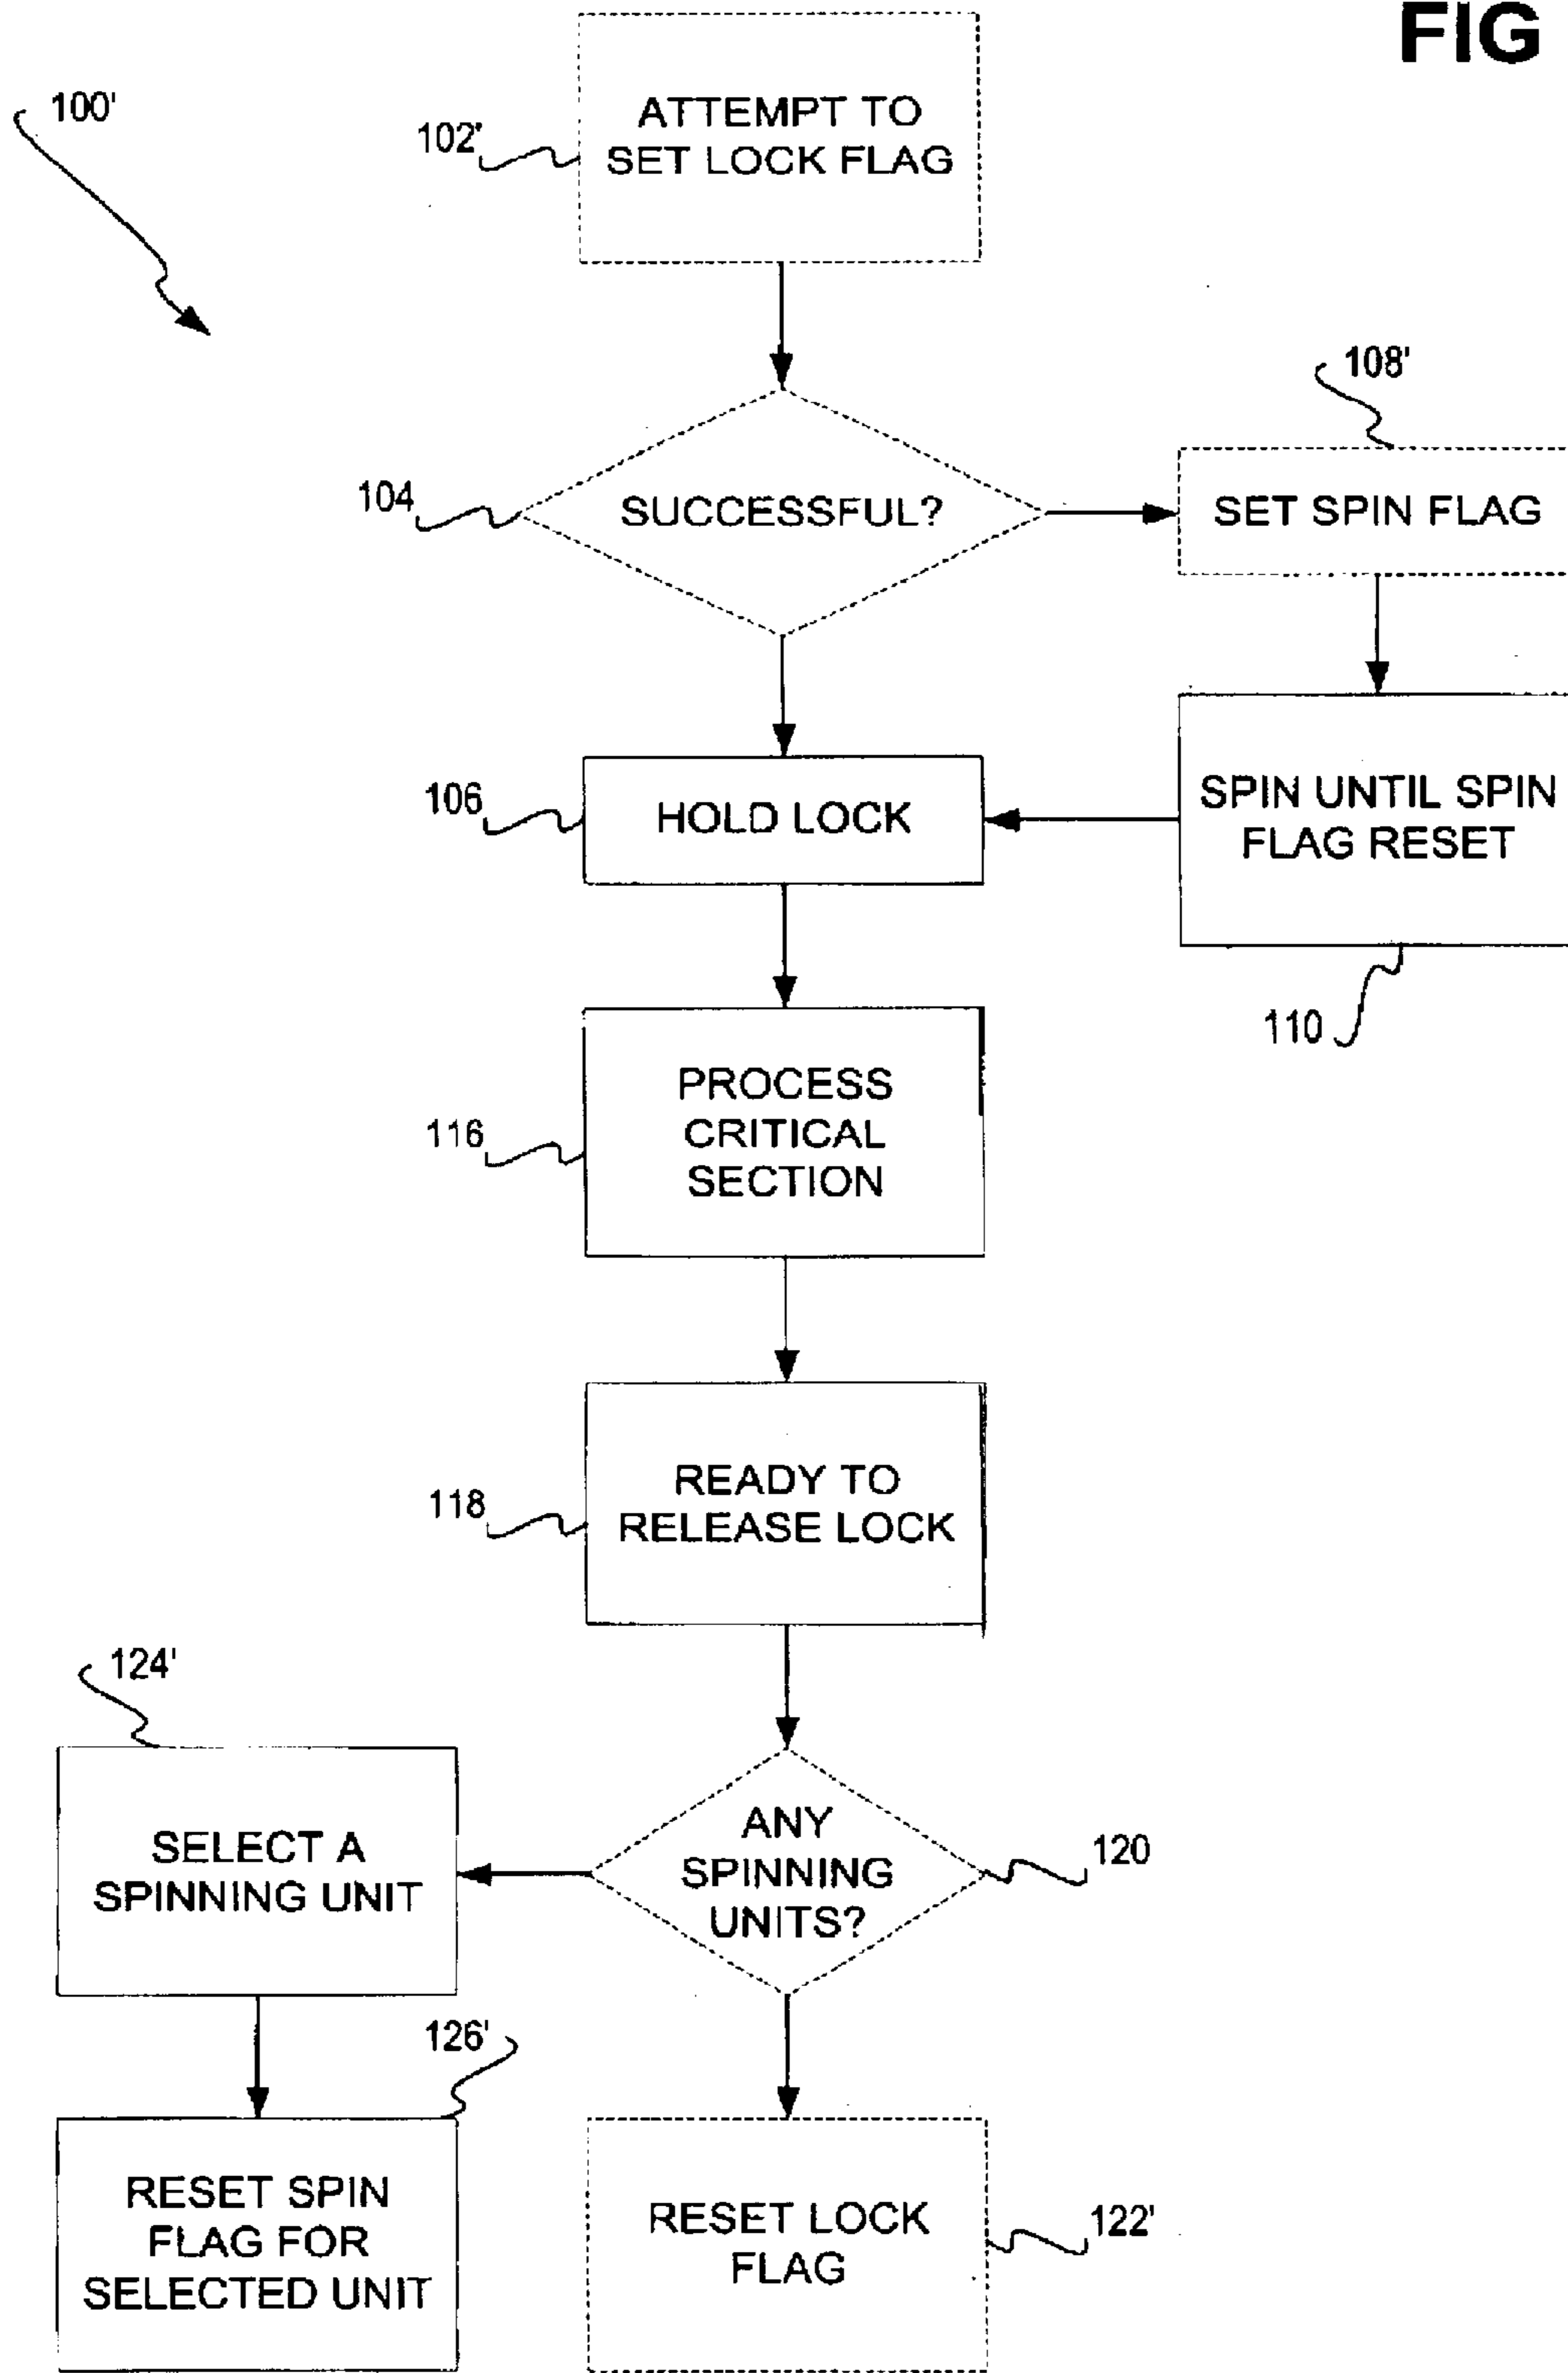 FIG
100'
102'
ATTEMPT TO
SET LOCK FLAG
108'
104
SUCCESSFUL?
SET SPIN FLAG
106
HOLD LOCK
SPIN UNTIL SPIN
FLAG RESET
110
116
PROCESS
CRITICAL
SECTION
118
READY TO
RELEASE LOCK
124'
SELECT A
SPINNING UNIT
ANY
SPINNING
UNITS?
120
126'
RESET SPIN
FLAG FOR
SELECTED UNIT
RESET LOCK
FLAG
122'